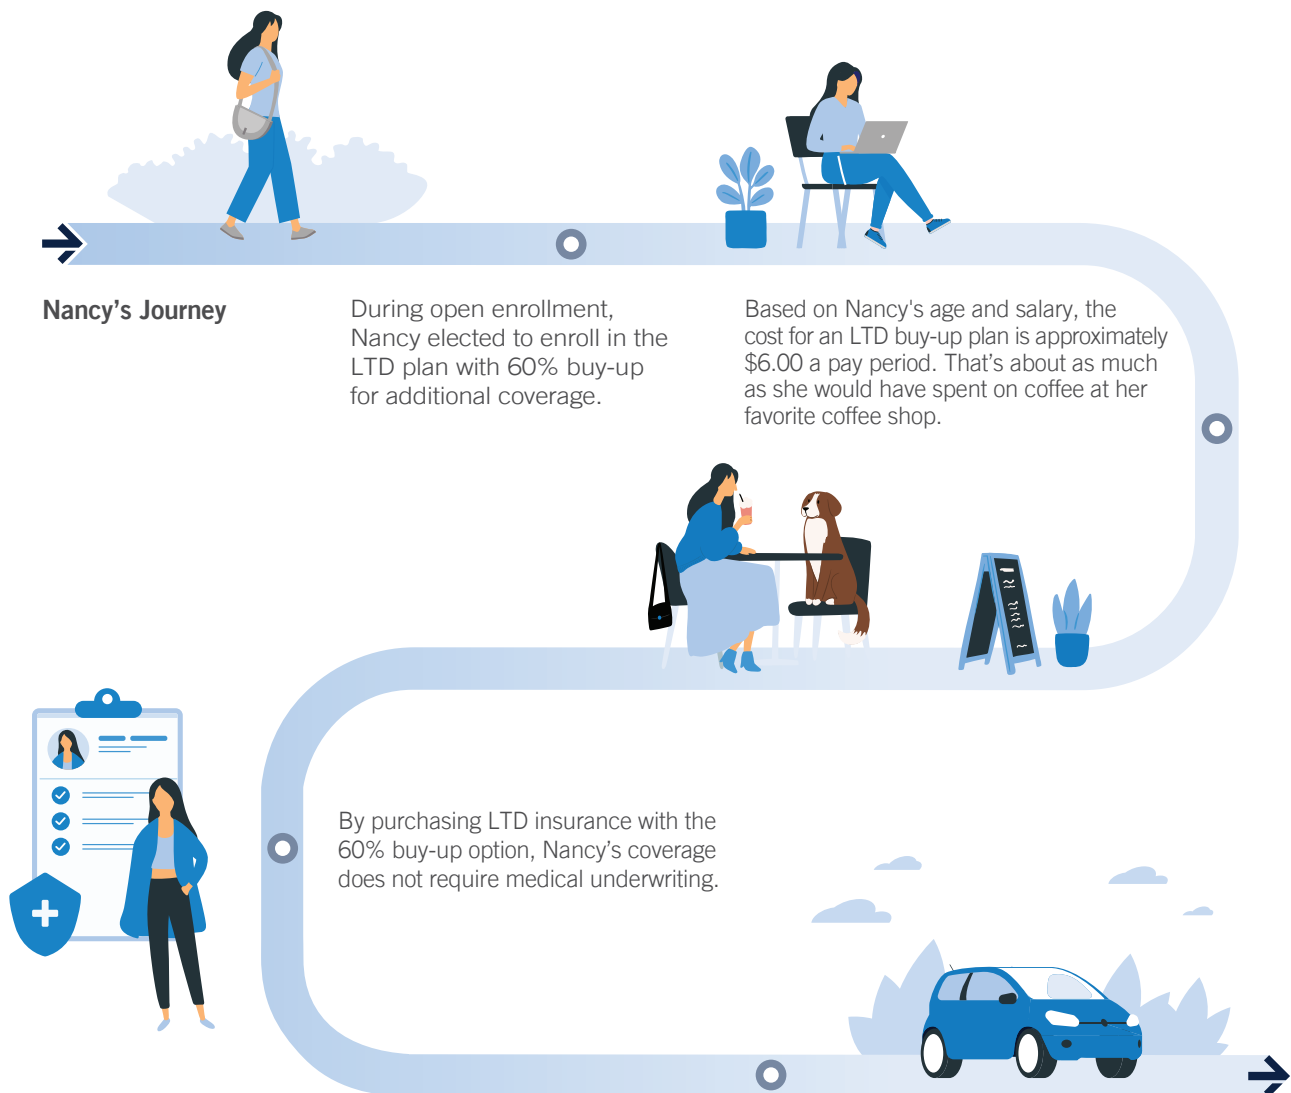 Nancy’s Journey
During open enrollment,
Nancy elected to enroll in the
LTD plan with 60% buy-up
for additional coverage.
Based on Nancy's age and salary, the
cost for an LTD buy-up plan is approximately
$6.00 a pay period. That’s about as much
as she would have spent on coffee at her
favorite coffee shop.
By purchasing LTD insurance with the
60% buy-up option, Nancy’s coverage
does not require medical underwriting.